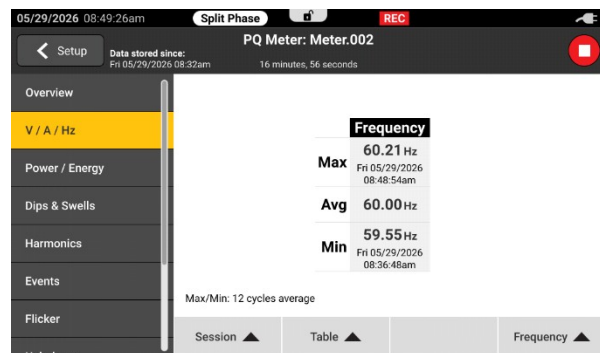 05/29/2026 08:49:26am Split Phase REC
Setup
PQ Meter: Meter.002
Data stored since:
Fri 05/29/2026 08:32am 16 minutes, 56 seconds
Overview
V / A / Hz
Power / Energy
Dips & Swells
Harmonics
Events
Flicker
Frequency
Max 60.21 Hz
Fri 05/29/2026
08:48:54am
Avg 60.00 Hz
Min 59.55 Hz
Fri 05/29/2026
08:36:48am
Max/Min: 12 cycles average
Session Table Frequency